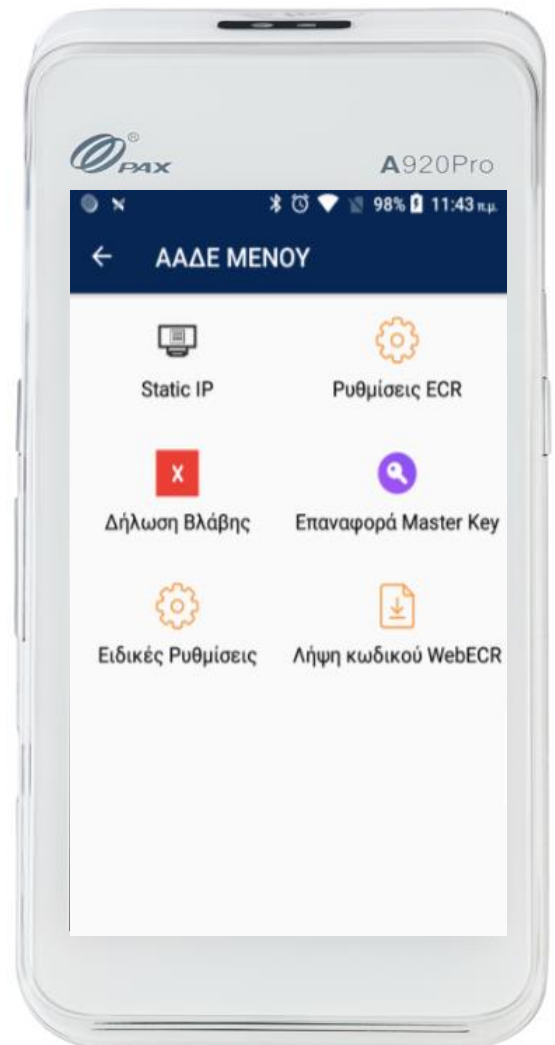 PAX®
A920Pro
98% 11:43 π.μ.
← ΑΑΔΕ ΜΕΝΟΥ
Static IP
Ρυθμίσεις ECR
X
Δήλωση Βλάβης
Επαναφορά Master Key
Ειδικές Ρυθμίσεις
Λήψη κωδικού WebECR